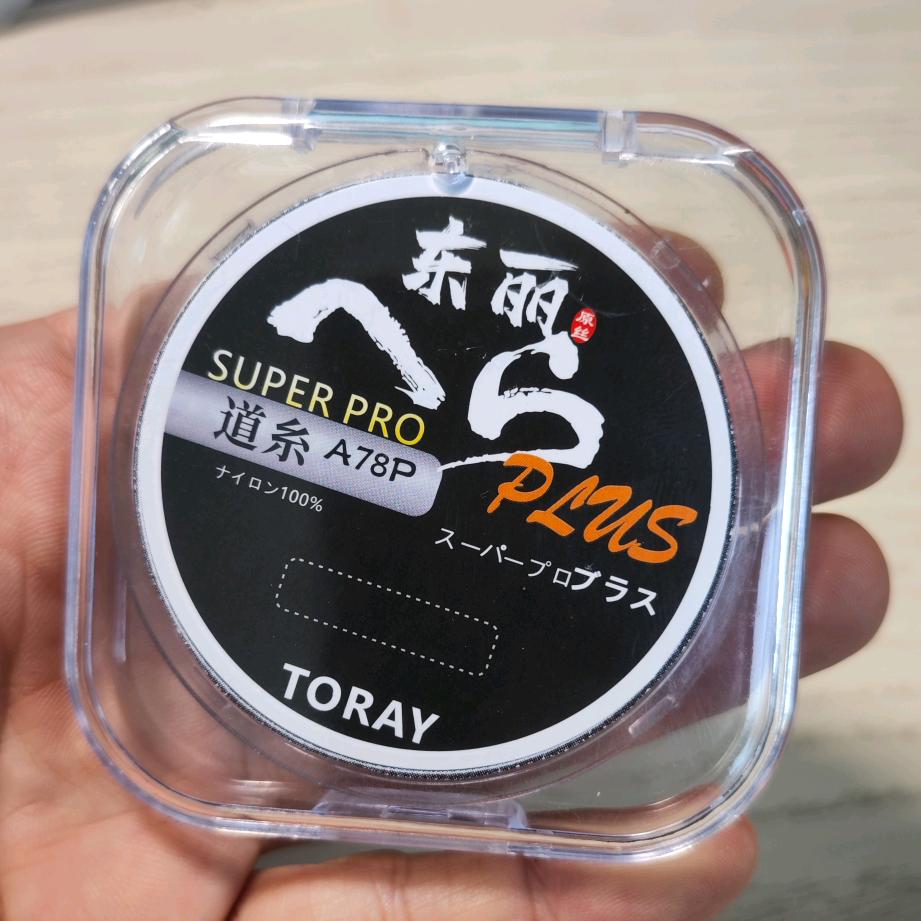 东丽
原丝
へら
SUPER PRO
道糸 A78P
PLUS
ナイロン100%
スーパープロプラス
TORAY